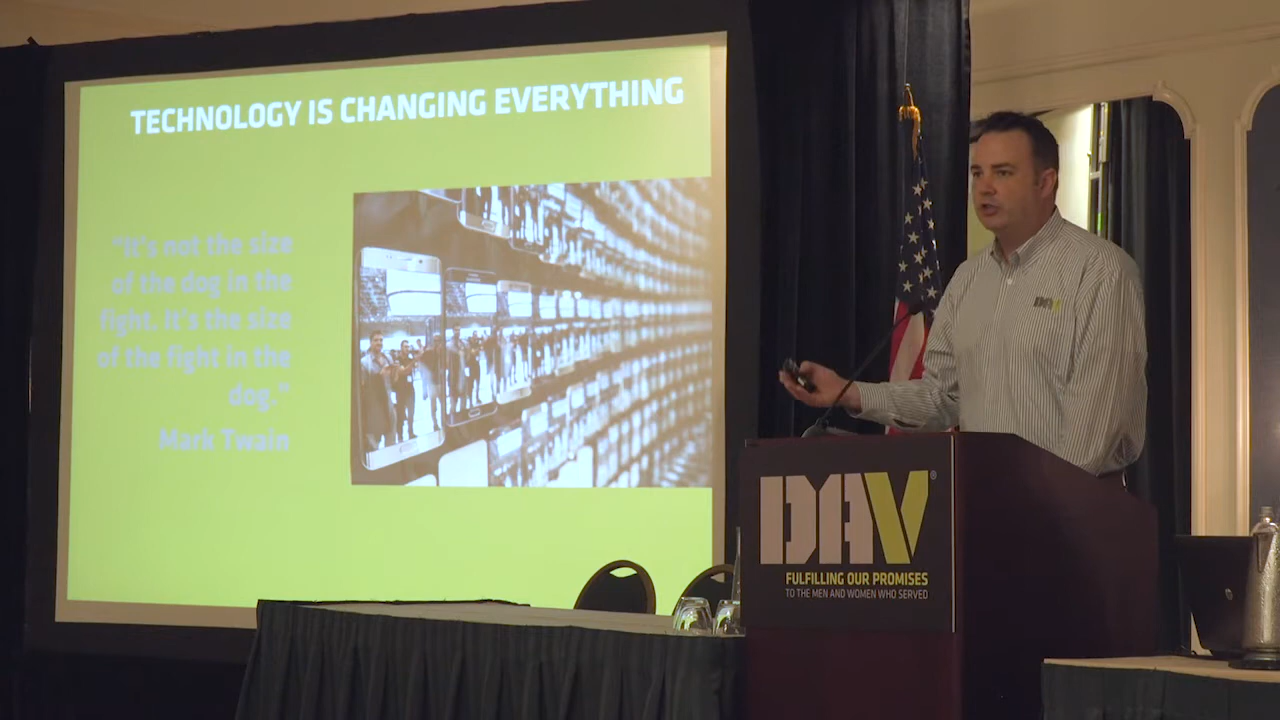 TECHNOLOGY IS CHANGING EVERYTHING
"It's not the size
of the dog in the
fight. It's the size
of the fight in the
dog."
Mark Twain
DAV
DAV®
FULFILLING OUR PROMISES
TO THE MEN AND WOMEN WHO SERVED